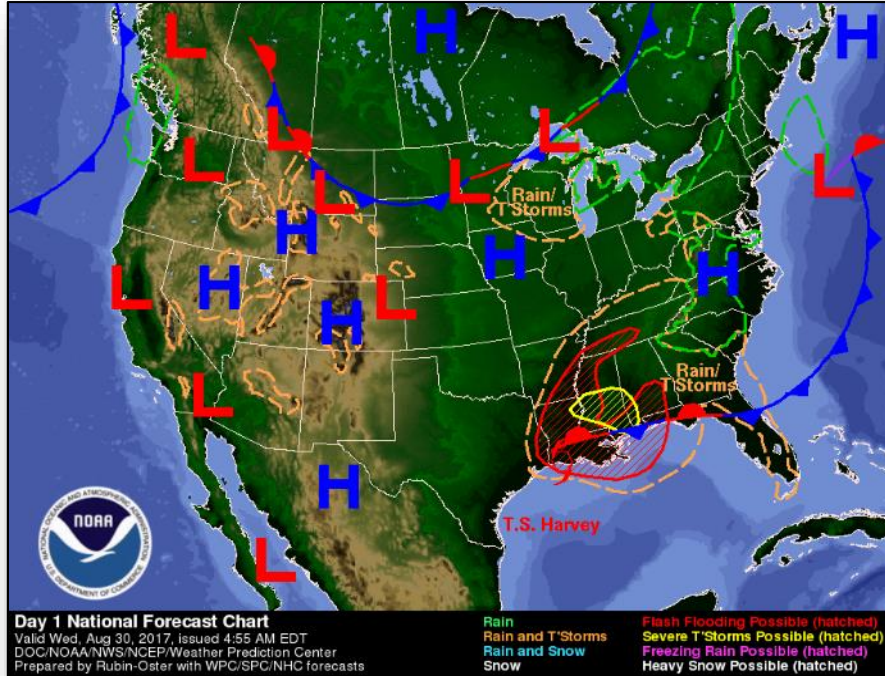 L
H
H
L
L
L
L
L
L
Rain/
T'Storms
H
H
H
H
L
H
L
L
Rain/
T'Storms
H
T.S. Harvey
L
NATIONAL OCEANIC AND ATMOSPHERIC ADMINISTRATION
NOAA
U.S. DEPARTMENT OF COMMERCE
Day 1 National Forecast Chart
Valid Wed, Aug 30, 2017, issued 4:55 AM EDT
DOC/NOAA/NWS/NCEP/Weather Prediction Center
Prepared by Rubin-Oster with WPC/SPC/NHC forecasts
Rain
Rain and T'Storms
Rain and Snow
Snow
Flash Flooding Possible (hatched)
Severe T'Storms Possible (hatched)
Freezing Rain Possible (hatched)
Heavy Snow Possible (hatched)